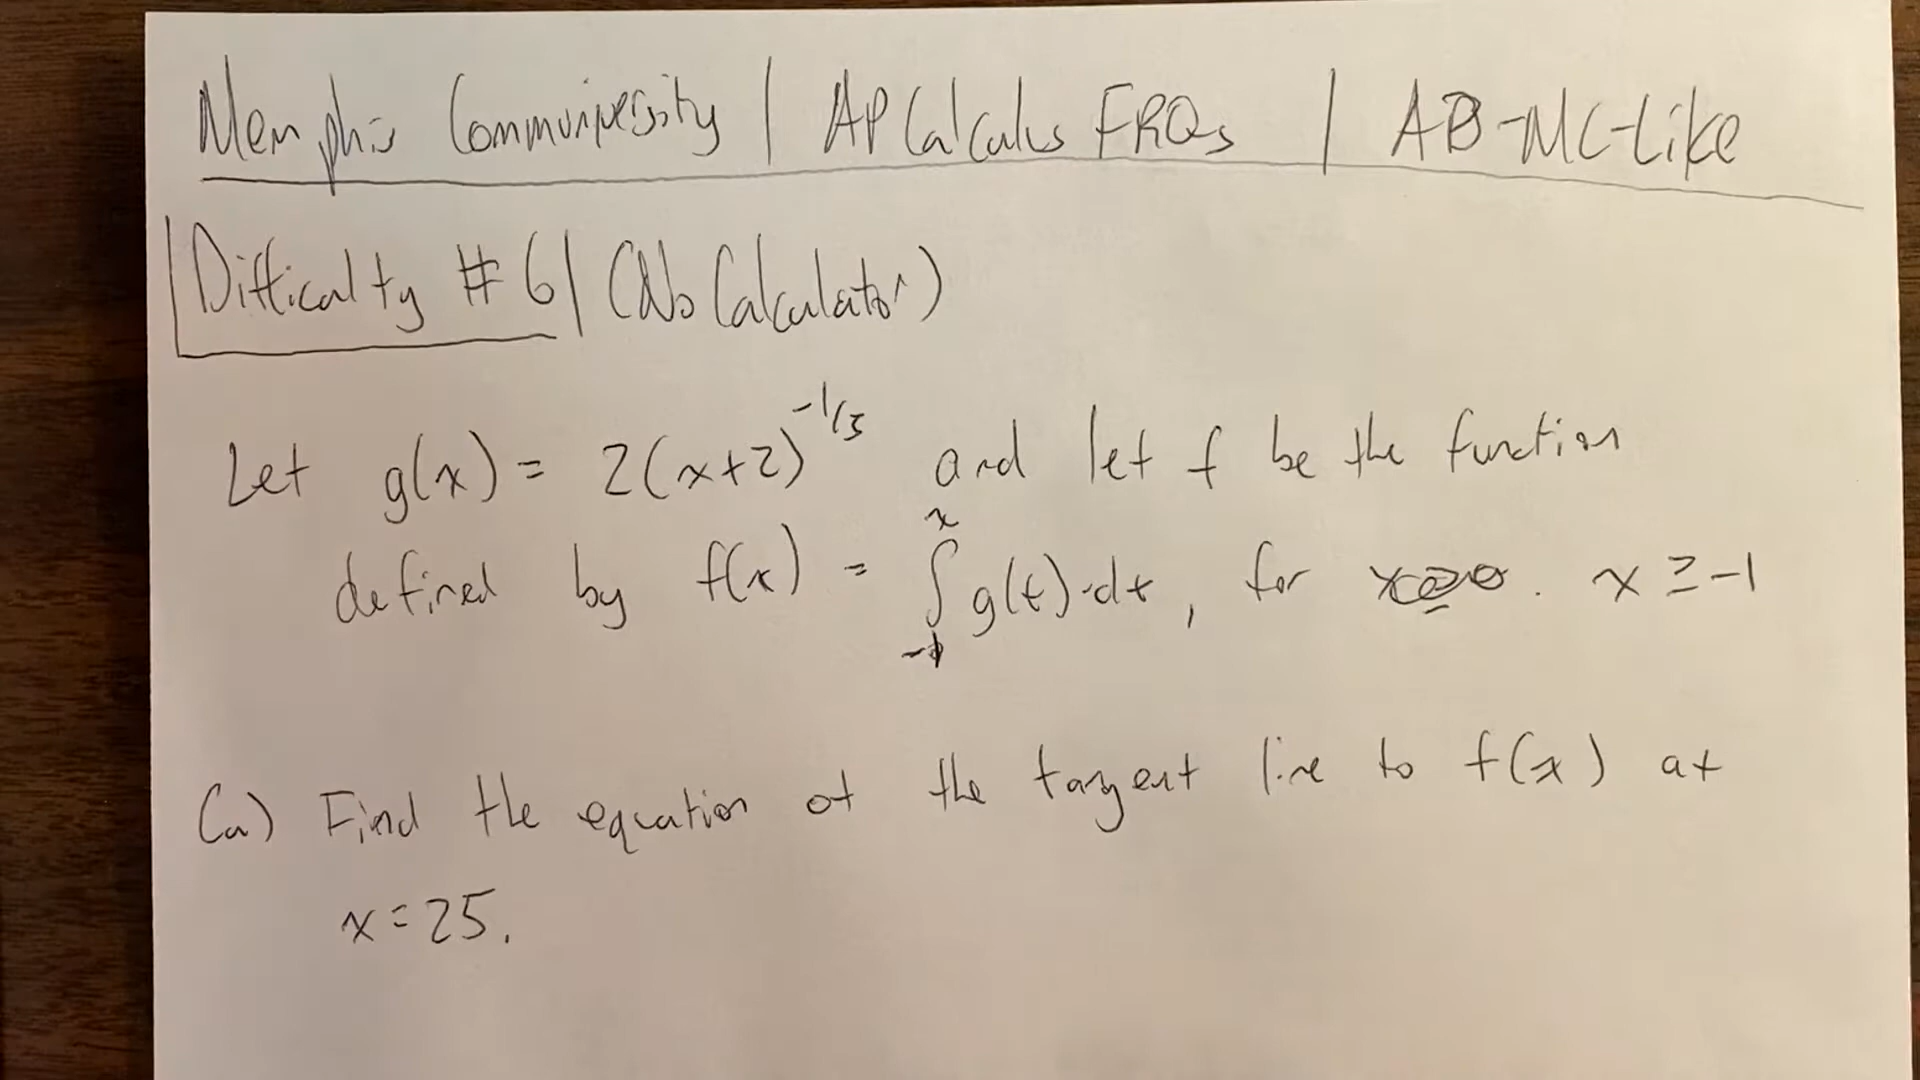 Memphis Communiversity | AP Calculus FRQs | AB-MC-Like
Difficulty #6 | (No Calculator)
Let g(x) = 2(x+2)^{-1/3} and let f be the function
defined by f(x) = ∫_{-1}^{x} g(t)·dt, for x ≥ -1
(a) Find the equation of the tangent line to f(x) at
x=25.